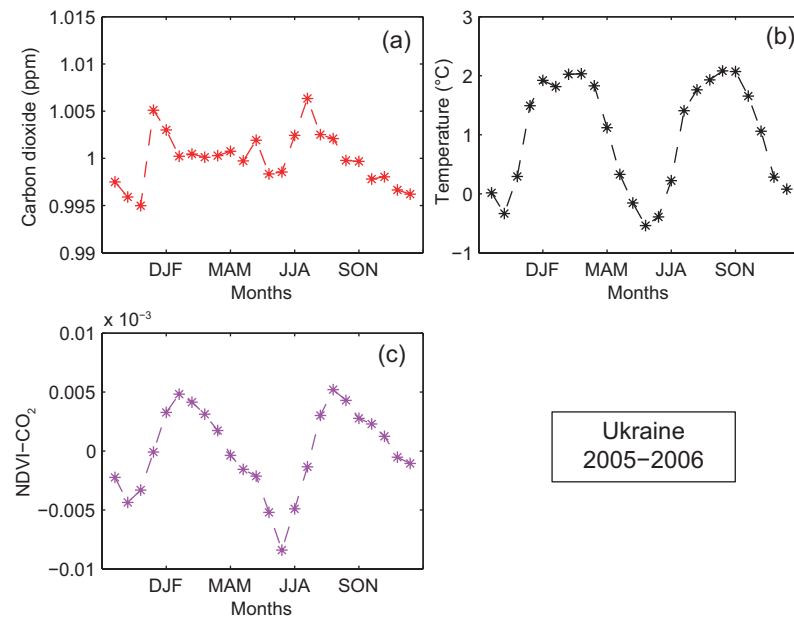 (a)
Carbon dioxide (ppm)
1.015
1.01
1.005
1
0.995
0.99
DJF MAM JJA SON
Months
(b)
Temperature (°C)
3
2
1
0
−1
DJF MAM JJA SON
Months
x 10⁻³
(c)
NDVI−CO₂
0.01
0.005
0
−0.005
−0.01
DJF MAM JJA SON
Months
Ukraine
2005−2006